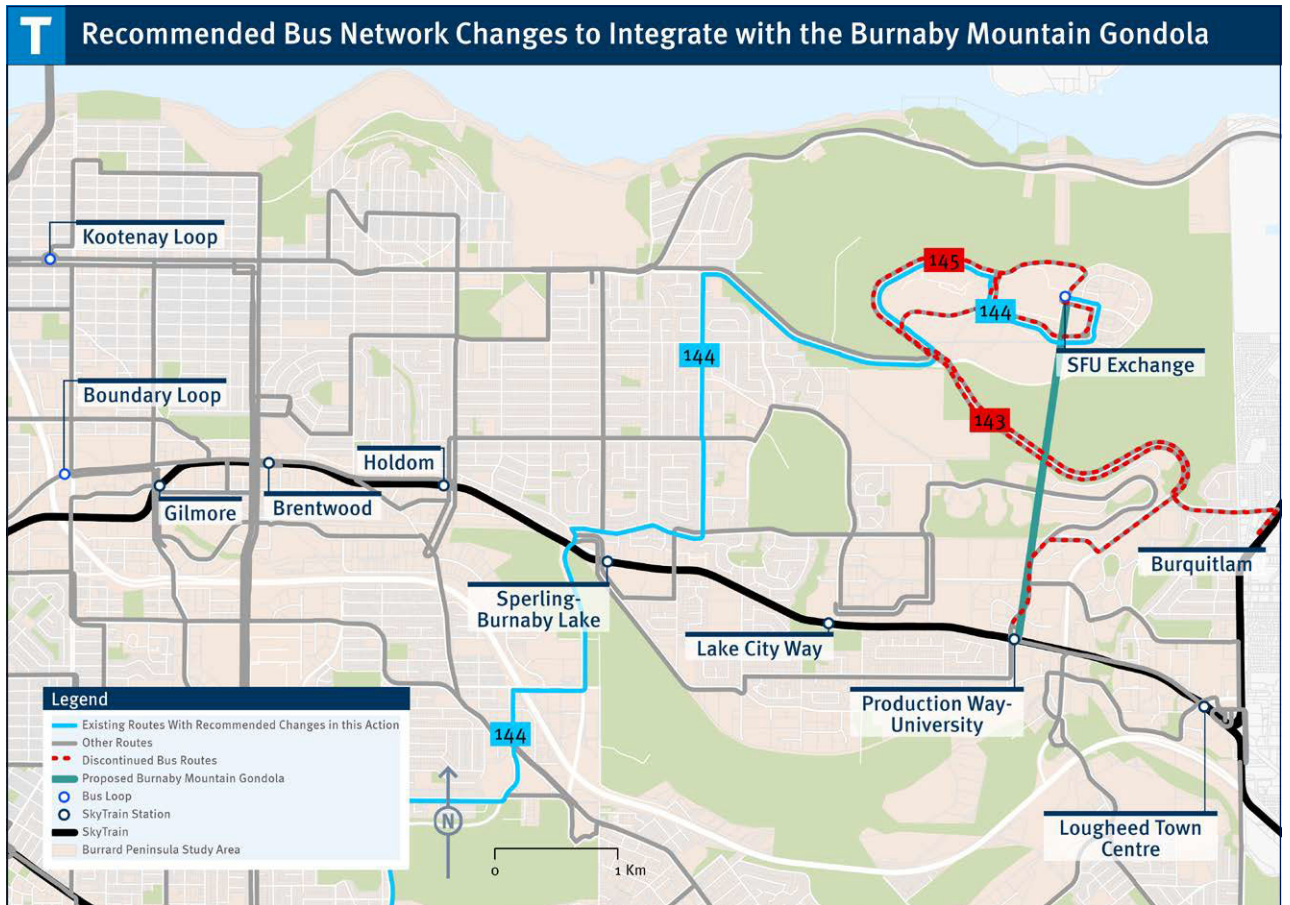 T Recommended Bus Network Changes to Integrate with the Burnaby Mountain Gondola
Kootenay Loop
145
144
SFU Exchange
144
Boundary Loop
143
Holdom
Gilmore
Brentwood
Burquitlam
Sperling-
Burnaby Lake
Lake City Way
Production Way-
University
144
Lougheed Town
Centre
Legend
Existing Routes With Recommended Changes in this Action
Other Routes
Discontinued Bus Routes
Proposed Burnaby Mountain Gondola
Bus Loop
SkyTrain Station
SkyTrain
Burrard Peninsula Study Area
N
0 1 Km